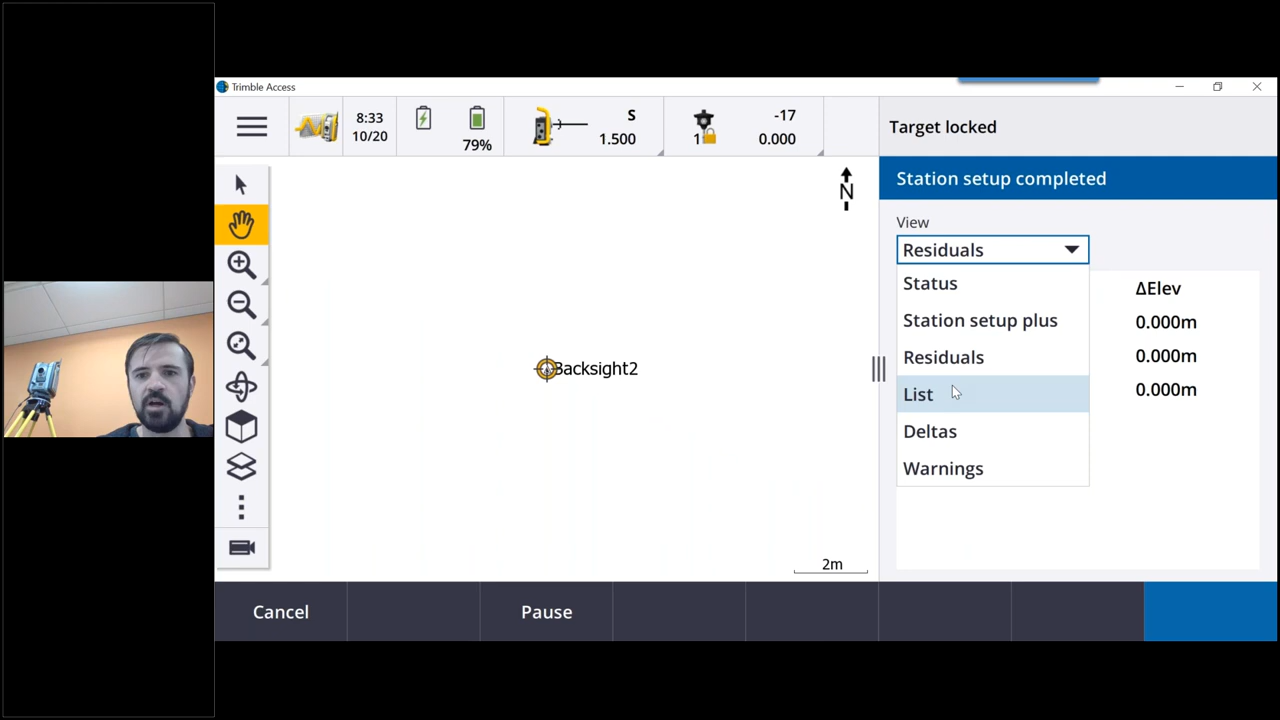 Trimble Access
8:33
10/20
79%
S
1.500
-17
1
0.000
Target locked
Station setup completed
View
Residuals
Status
Station setup plus
Residuals
List
Deltas
Warnings
ΔElev
0.000m
0.000m
0.000m
N
Backsight2
2m
Cancel
Pause